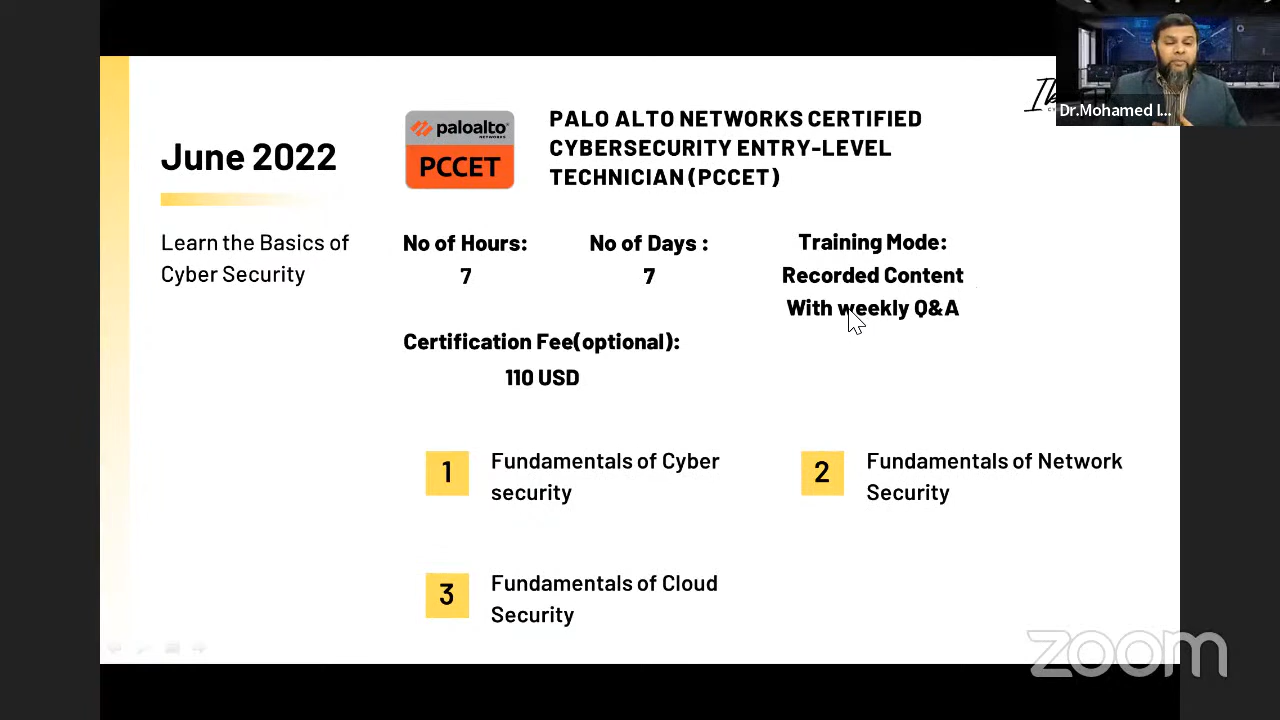 June 2022
Learn the Basics of
Cyber Security
paloalto
NETWORKS
PCCET
PALO ALTO NETWORKS CERTIFIED
CYBERSECURITY ENTRY-LEVEL
TECHNICIAN (PCCET)
Dr.Mohamed I...
No of Hours:
7
No of Days :
7
Training Mode:
Recorded Content
With weekly Q&A
Certification Fee(optional):
110 USD
1
Fundamentals of Cyber
security
2
Fundamentals of Network
Security
3
Fundamentals of Cloud
Security
zoom